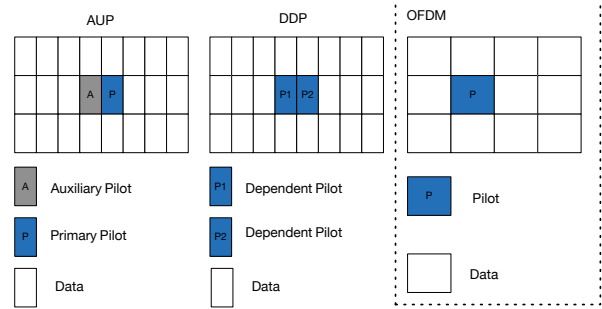 AUP
DDP
OFDM
A P
P1 P2
P
A Auxiliary Pilot
P1 Dependent Pilot
P Pilot
P Primary Pilot
P2 Dependent Pilot
Data
Data
Data